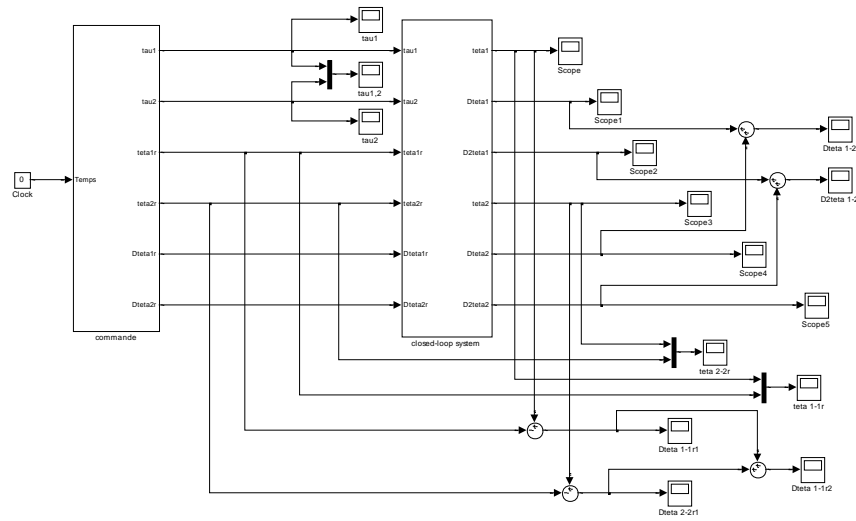 tau1
tau1
tau1
teta1
Scope
tau1,2
tau2
tau2
Dteta1
Scope1
tau2
Dteta 1-2
teta1r
teta1r
D2teta1
Scope2
Temps
0
Clock
D2teta 1-2
teta2r
teta2r
teta2
Scope3
Dteta1r
Dteta1r
Dteta2
Scope4
Dteta2r
Dteta2r
D2teta2
Scope5
commande
closed-loop system
teta 2-2r
teta 1-1r
Dteta 1-1r1
Dteta 1-1r2
Dteta 2-2r1